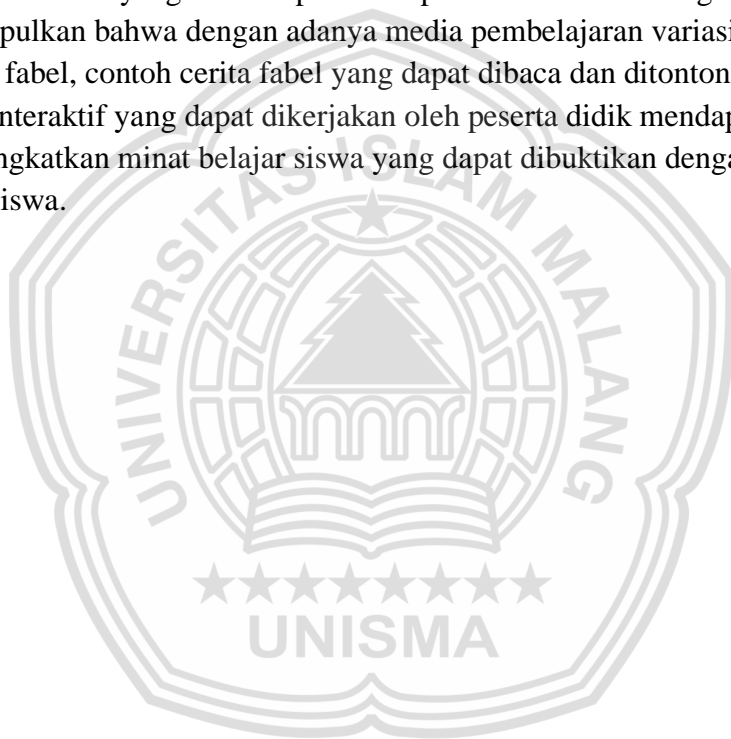 pulkan bahwa dengan adanya media pembelajaran variasi
fabel, contoh cerita fabel yang dapat dibaca dan ditonton
nteraktif yang dapat dikerjakan oleh peserta didik mendap
ngkatkan minat belajar siswa yang dapat dibuktikan denga
iswa.
UNIVERSITAS ISLAM MALANG
UNISMA